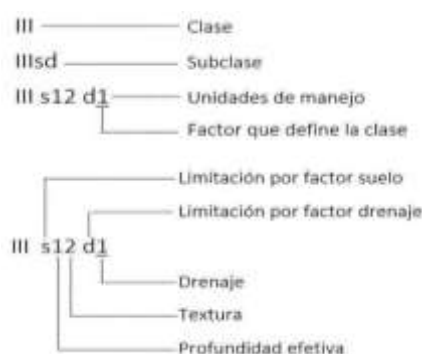 III Clase
IIIsd Subclase
III s12 d1 Unidades de manejo
Factor que define la clase
Limitación por factor suelo
Limitación por factor drenaje
III s12 d1
Drenaje
Textura
Profundidad efetiva